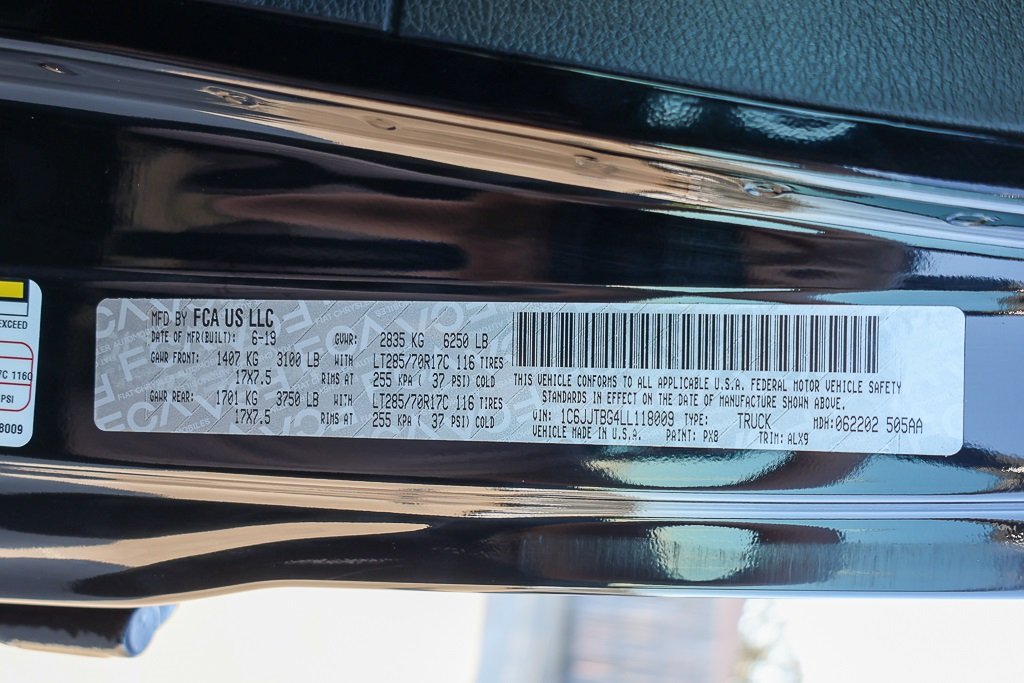 EXCEED
7C 116
PSI
8009
MFD BY FCA US LLC
DATE OF MFR(BUILT): 6-19 GVWR: 2835 KG 6250 LB
GAWR FRONT: 1407 KG 3100 LB WITH LT285/70R17C 116 TIRES
17X7.5 RIMS AT 255 KPA ( 37 PSI) COLD
GAWR REAR: 1701 KG 3750 LB WITH LT285/70R17C 116 TIRES
17X7.5 RIMS AT 255 KPA ( 37 PSI) COLD
THIS VEHICLE CONFORMS TO ALL APPLICABLE U.S.A. FEDERAL MOTOR VEHICLE SAFETY
STANDARDS IN EFFECT ON THE DATE OF MANUFACTURE SHOWN ABOVE.
VIN: 1C6JJTBG4LL118009 TYPE: TRUCK MDH:062202 505AA
VEHICLE MADE IN U.S.A. PAINT: PX8 TRIM: ALX9